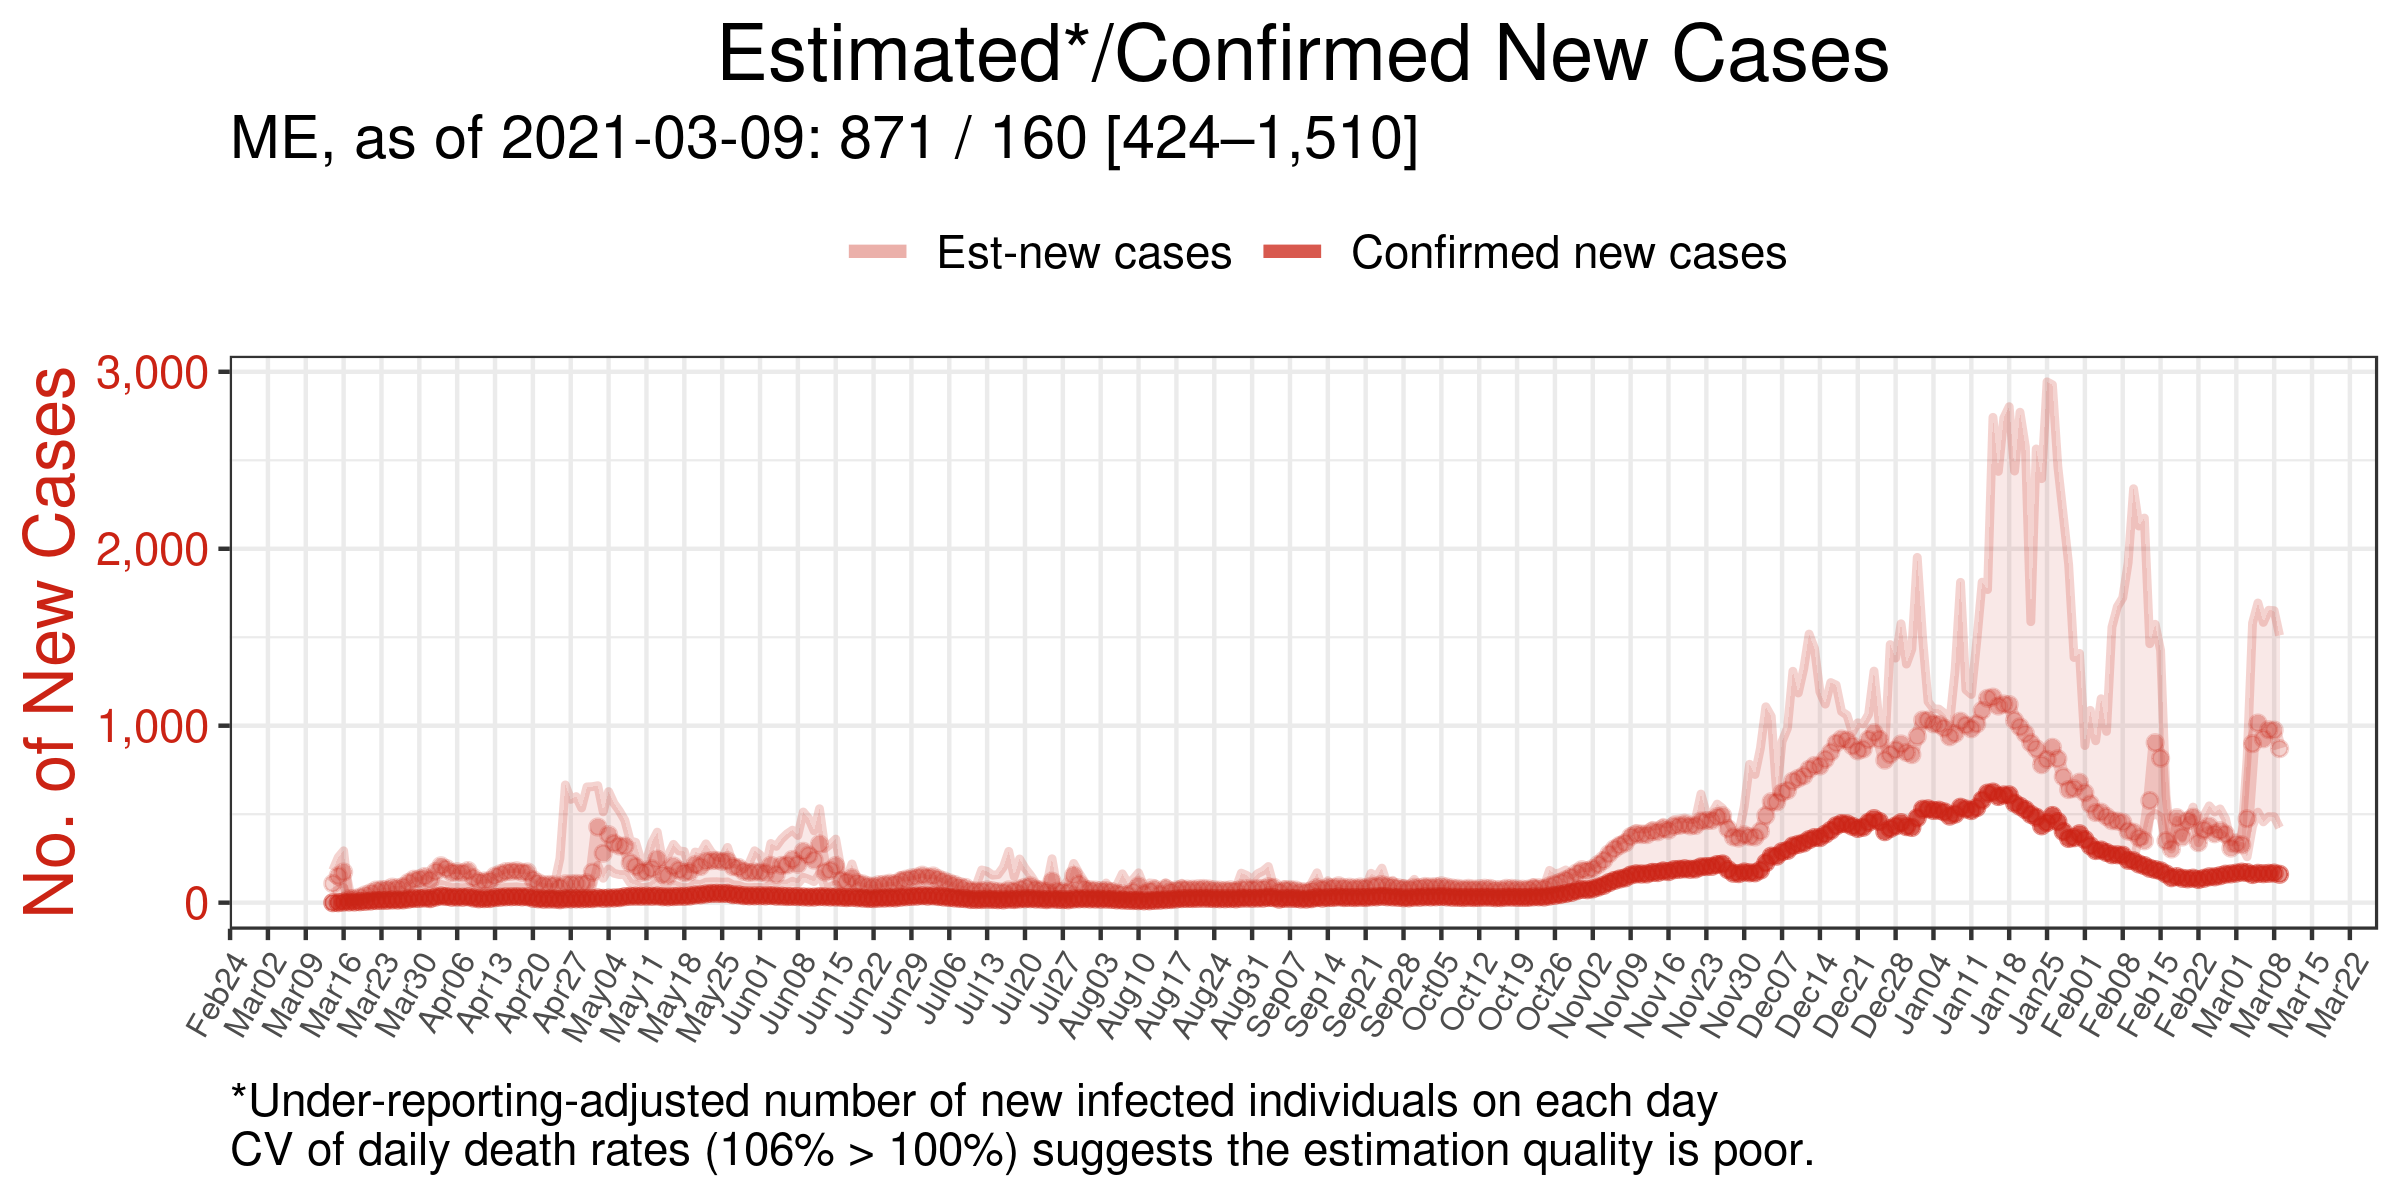 Estimated*/Confirmed New Cases
ME, as of 2021-03-09: 871 / 160 [424–1,510]
Est-new cases
Confirmed new cases
No. of New Cases
3,000
2,000
1,000
0
Feb24
Mar02
Mar09
Mar16
Mar23
Mar30
Apr06
Apr13
Apr20
Apr27
May04
May11
May18
May25
Jun01
Jun08
Jun15
Jun22
Jun29
Jul06
Jul13
Jul20
Jul27
Aug03
Aug10
Aug17
Aug24
Aug31
Sep07
Sep14
Sep21
Sep28
Oct05
Oct12
Oct19
Oct26
Nov02
Nov09
Nov16
Nov23
Nov30
Dec07
Dec14
Dec21
Dec28
Jan04
Jan11
Jan18
Jan25
Feb01
Feb08
Feb15
Feb22
Mar01
Mar08
Mar15
Mar22
*Under-reporting-adjusted number of new infected individuals on each day
CV of daily death rates (106% > 100%) suggests the estimation quality is poor.